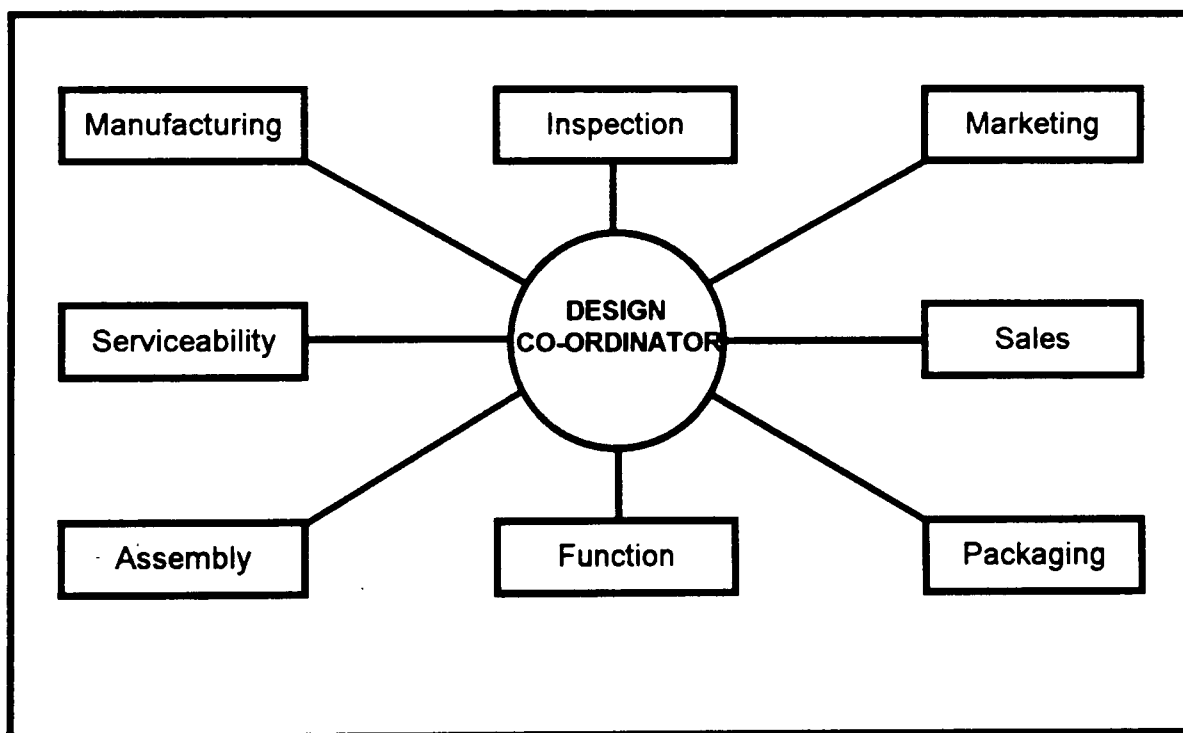 Manufacturing
Inspection
Marketing
DESIGN
CO-ORDINATOR
Serviceability
Sales
Assembly
Function
Packaging